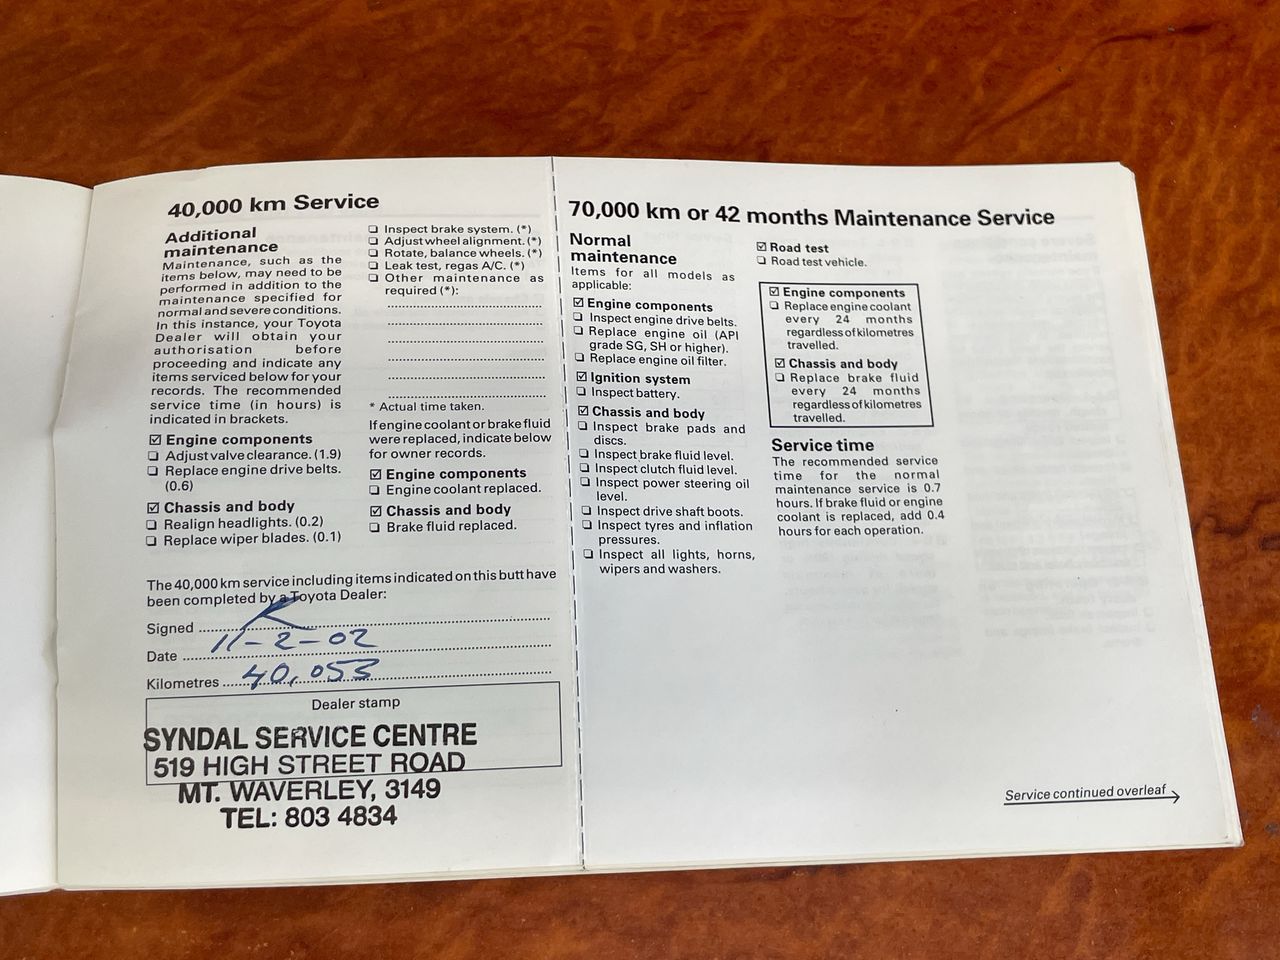 40,000 km Service
Additional
maintenance
Maintenance, such as the
items below, may need to be
performed in addition to the
maintenance specified for
normal and severe conditions.
In this instance, your Toyota
Dealer will obtain your
authorisation before
proceeding and indicate any
items serviced below for your
records. The recommended
service time (in hours) is
indicated in brackets.
☑ Engine components
❏ Adjust valve clearance. (1.9)
❏ Replace engine drive belts.
(0.6)
☑ Chassis and body
❏ Realign headlights. (0.2)
❏ Replace wiper blades. (0.1)
❏ Inspect brake system. (*)
❏ Adjust wheel alignment. (*)
❏ Rotate, balance wheels. (*)
❏ Leak test, regas A/C. (*)
❏ Other maintenance as
required (*):
* Actual time taken.
If engine coolant or brake fluid
were replaced, indicate below
for owner records.
☑ Engine components
❏ Engine coolant replaced.
☑ Chassis and body
❏ Brake fluid replaced.
The 40,000 km service including items indicated on this butt have
been completed by a Toyota Dealer:
Signed
Date 11-2-02
Kilometres 40,053
Dealer stamp
SYNDAL SERVICE CENTRE
519 HIGH STREET ROAD
MT. WAVERLEY, 3149
TEL: 803 4834
70,000 km or 42 months Maintenance Service
Normal
maintenance
Items for all models as
applicable:
☑ Engine components
❏ Inspect engine drive belts.
❏ Replace engine oil (API
grade SG, SH or higher).
❏ Replace engine oil filter.
☑ Ignition system
❏ Inspect battery.
☑ Chassis and body
❏ Inspect brake pads and
discs.
❏ Inspect brake fluid level.
❏ Inspect clutch fluid level.
❏ Inspect power steering oil
level.
❏ Inspect drive shaft boots.
❏ Inspect tyres and inflation
pressures.
❏ Inspect all lights, horns,
wipers and washers.
☑ Road test
❏ Road test vehicle.
☑ Engine components
❏ Replace engine coolant
every 24 months
regardless of kilometres
travelled.
☑ Chassis and body
❏ Replace brake fluid
every 24 months
regardless of kilometres
travelled.
Service time
The recommended service
time for the normal
maintenance service is 0.7
hours. If brake fluid or engine
coolant is replaced, add 0.4
hours for each operation.
Service continued overleaf